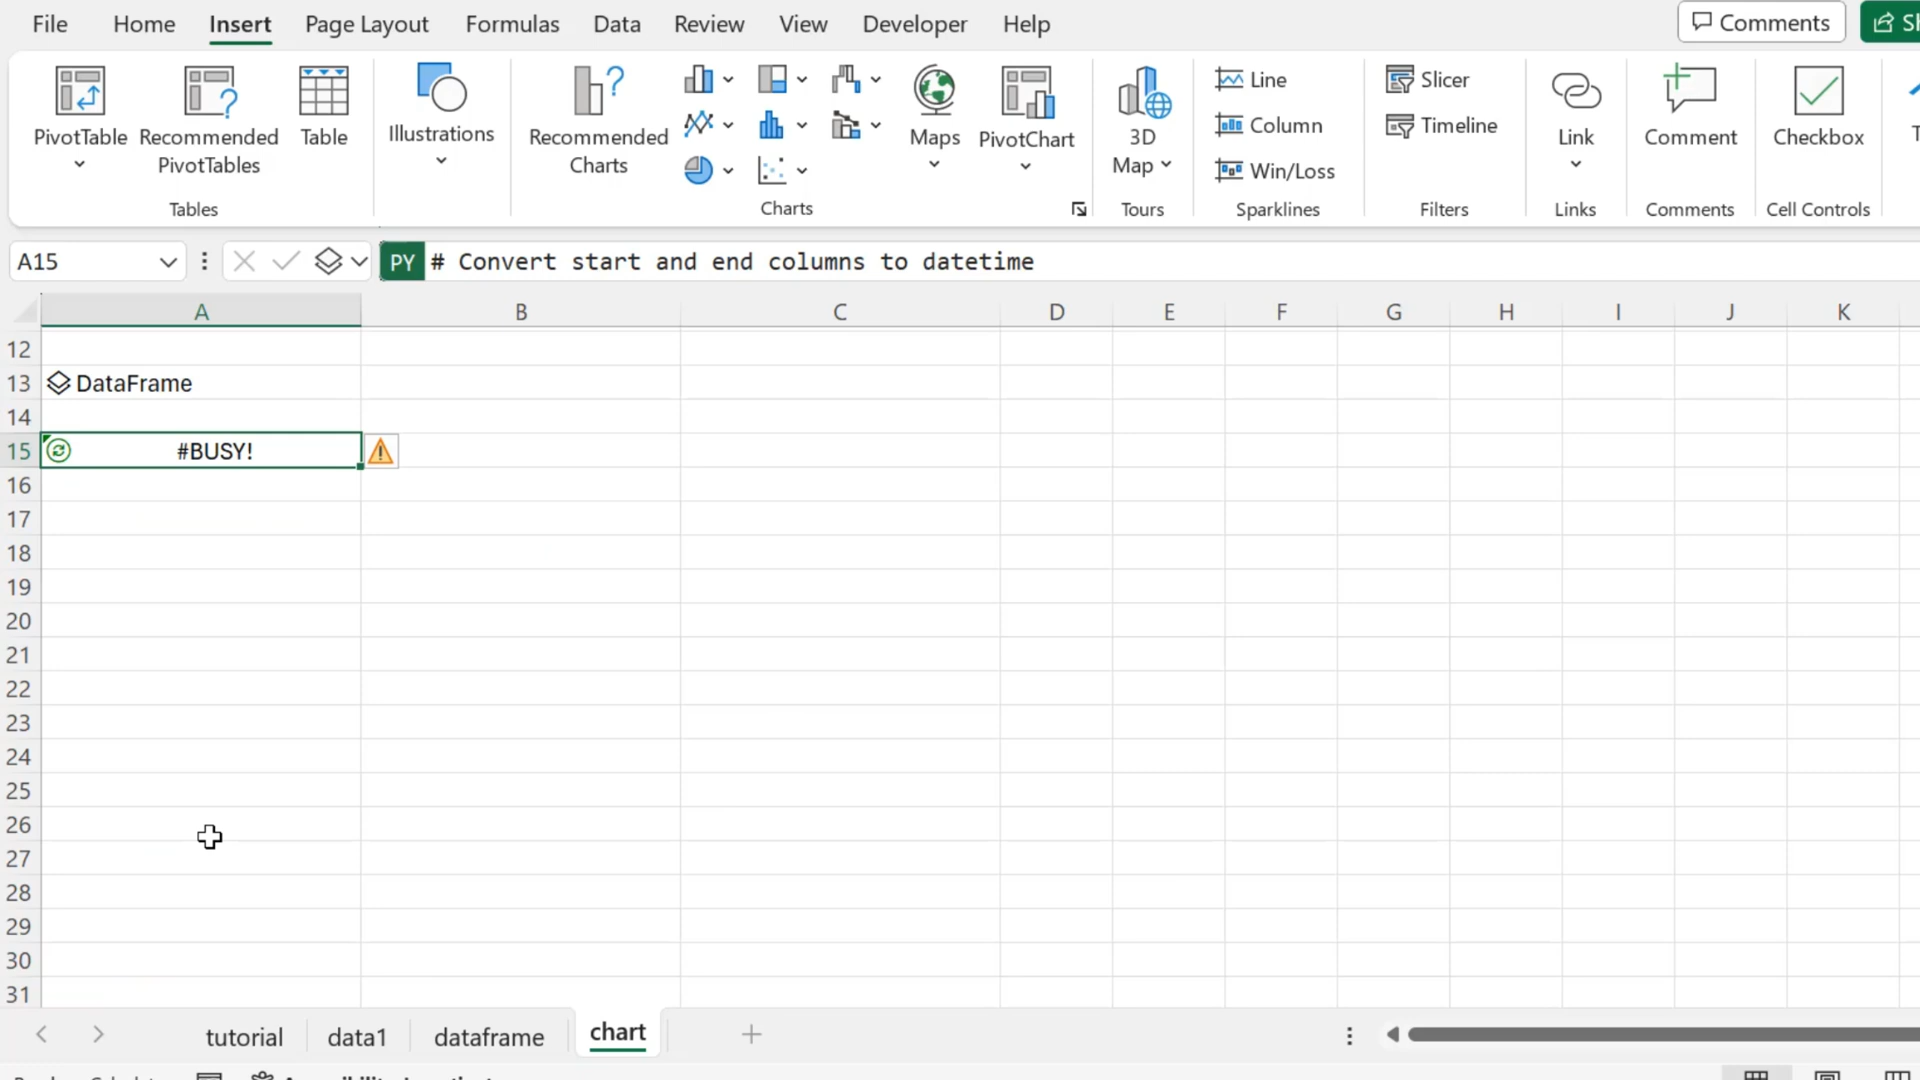 File Home Insert Page Layout Formulas Data Review View Developer Help Comments
PivotTable Recommended PivotTables Table Illustrations Recommended Charts Maps PivotChart 3D Map Line Column Win/Loss Slicer Timeline Link Comment Checkbox
Tables Charts Tours Sparklines Filters Links Comments Cell Controls
A15 PY # Convert start and end columns to datetime
A B C D E F G H I J K
12
13 DataFrame
14
15 #BUSY!
16
17
18
19
20
21
22
23
24
25
26
27
28
29
30
31
tutorial data1 dataframe chart